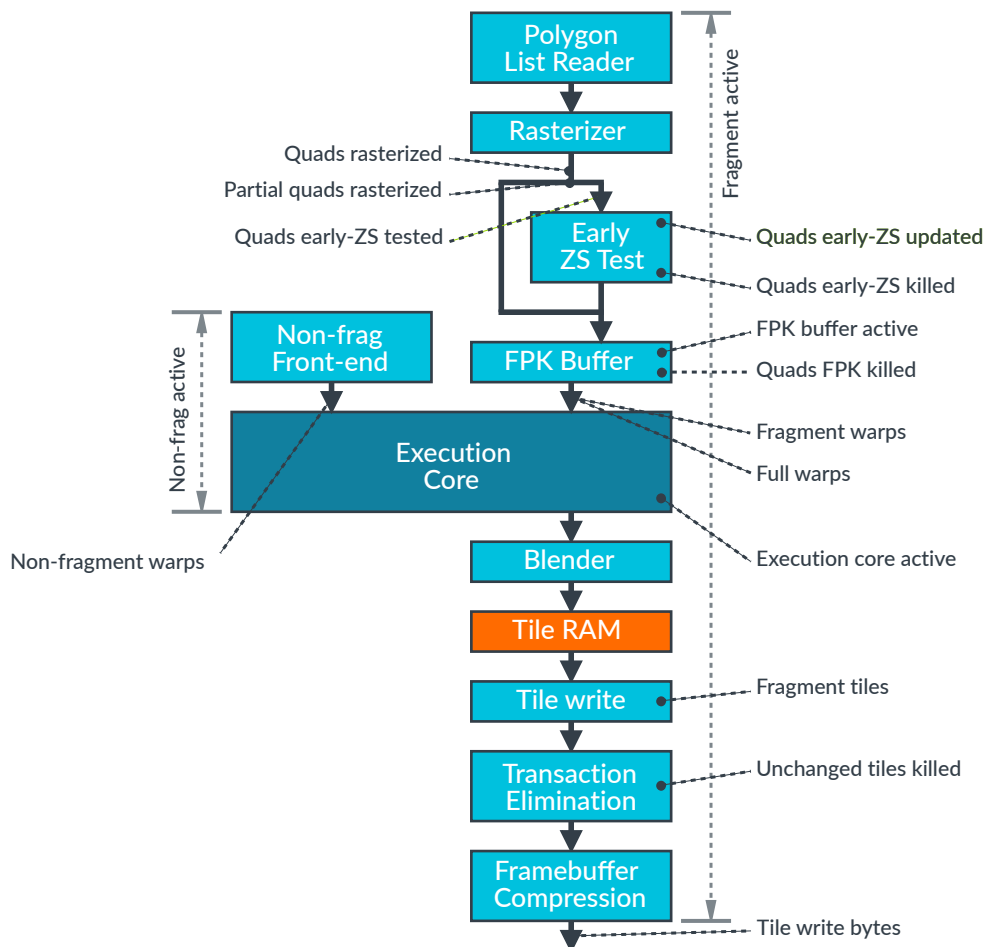 Polygon
List Reader
Fragment active
Rasterizer
Quads rasterized
Partial quads rasterized
Quads early-ZS tested
Early
ZS Test
Quads early-ZS updated
Quads early-ZS killed
Non-frag
Front-end
FPK Buffer
FPK buffer active
Quads FPK killed
Non-frag active
Execution
Core
Fragment warps
Full warps
Non-fragment warps
Execution core active
Blender
Tile RAM
Tile write
Fragment tiles
Transaction
Elimination
Unchanged tiles killed
Framebuffer
Compression
Tile write bytes